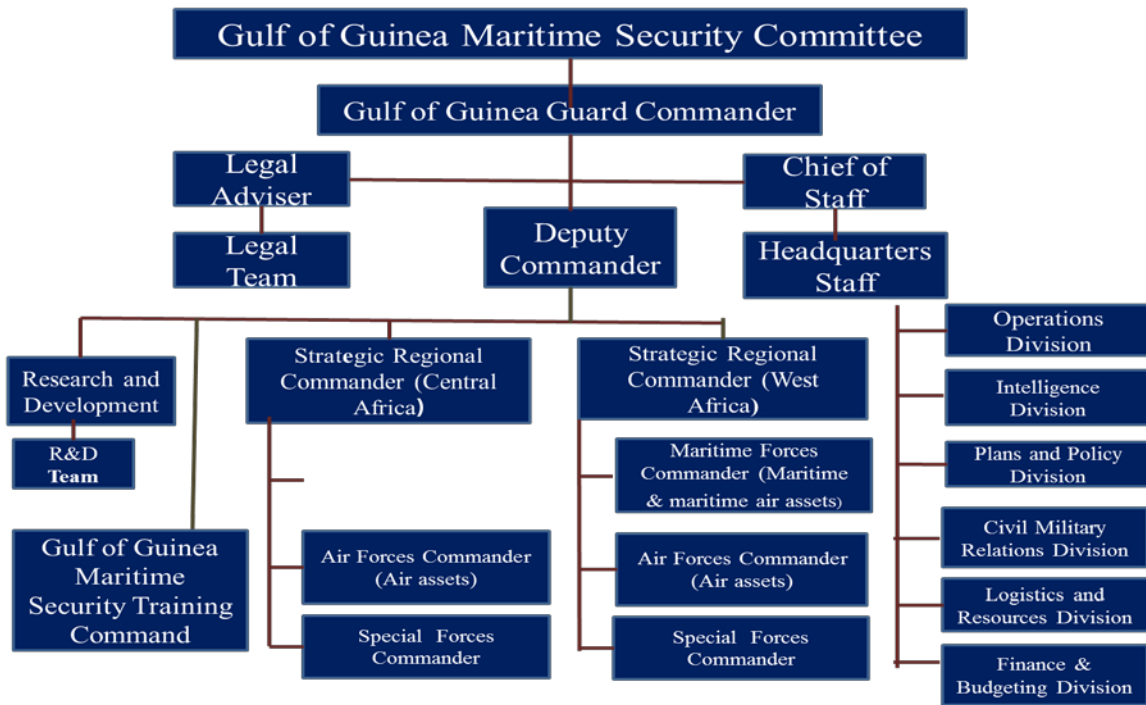 Gulf of Guinea Maritime Security Committee
Gulf of Guinea Guard Commander
Legal
Adviser
Chief of
Staff
Legal
Team
Deputy
Commander
Headquarters
Staff
Research and
Development
R&D
Team
Gulf of Guinea
Maritime
Security Training
Command
Strategic Regional
Commander (Central
Africa)
Air Forces Commander
(Air assets)
Special Forces
Commander
Strategic Regional
Commander (West
Africa)
Maritime Forces
Commander (Maritime
& maritime air assets)
Air Forces Commander
(Air assets)
Special Forces
Commander
Operations
Division
Intelligence
Division
Plans and Policy
Division
Civil Military
Relations Division
Logistics and
Resources Division
Finance &
Budgeting Division